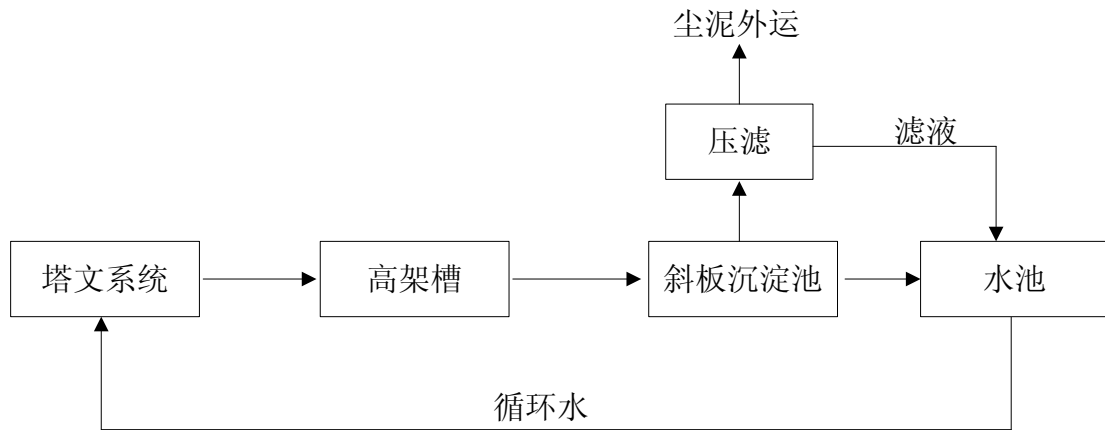 尘泥外运
压滤
滤液
塔文系统
高架槽
斜板沉淀池
水池
循环水